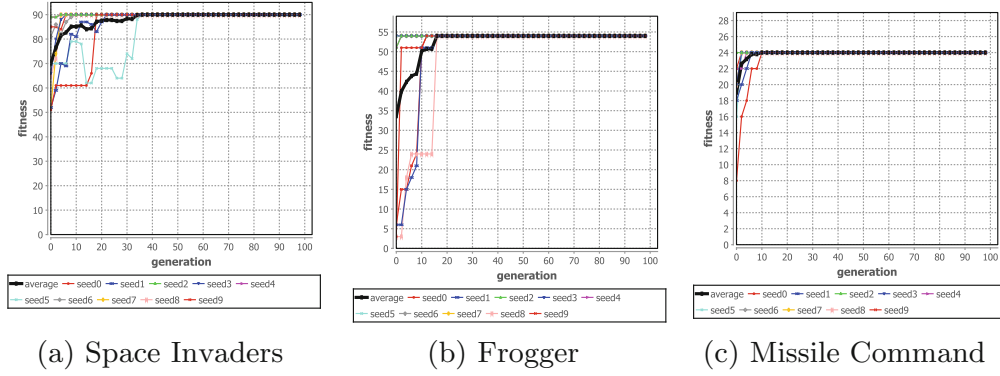 90
80
70
60
50
40
30
20
10
0
fitness
0 10 20 30 40 50 60 70 80 90 100
generation
average seed0 seed1 seed2 seed3 seed4
seed5 seed6 seed7 seed8 seed9
(a) Space Invaders
55
50
45
40
35
30
25
20
15
10
5
0
fitness
0 10 20 30 40 50 60 70 80 90 100
generation
average seed0 seed1 seed2 seed3 seed4
seed5 seed6 seed7 seed8 seed9
(b) Frogger
28
26
24
22
20
18
16
14
12
10
8
6
4
2
0
fitness
0 10 20 30 40 50 60 70 80 90 100
generation
average seed0 seed1 seed2 seed3 seed4
seed5 seed6 seed7 seed8 seed9
(c) Missile Command